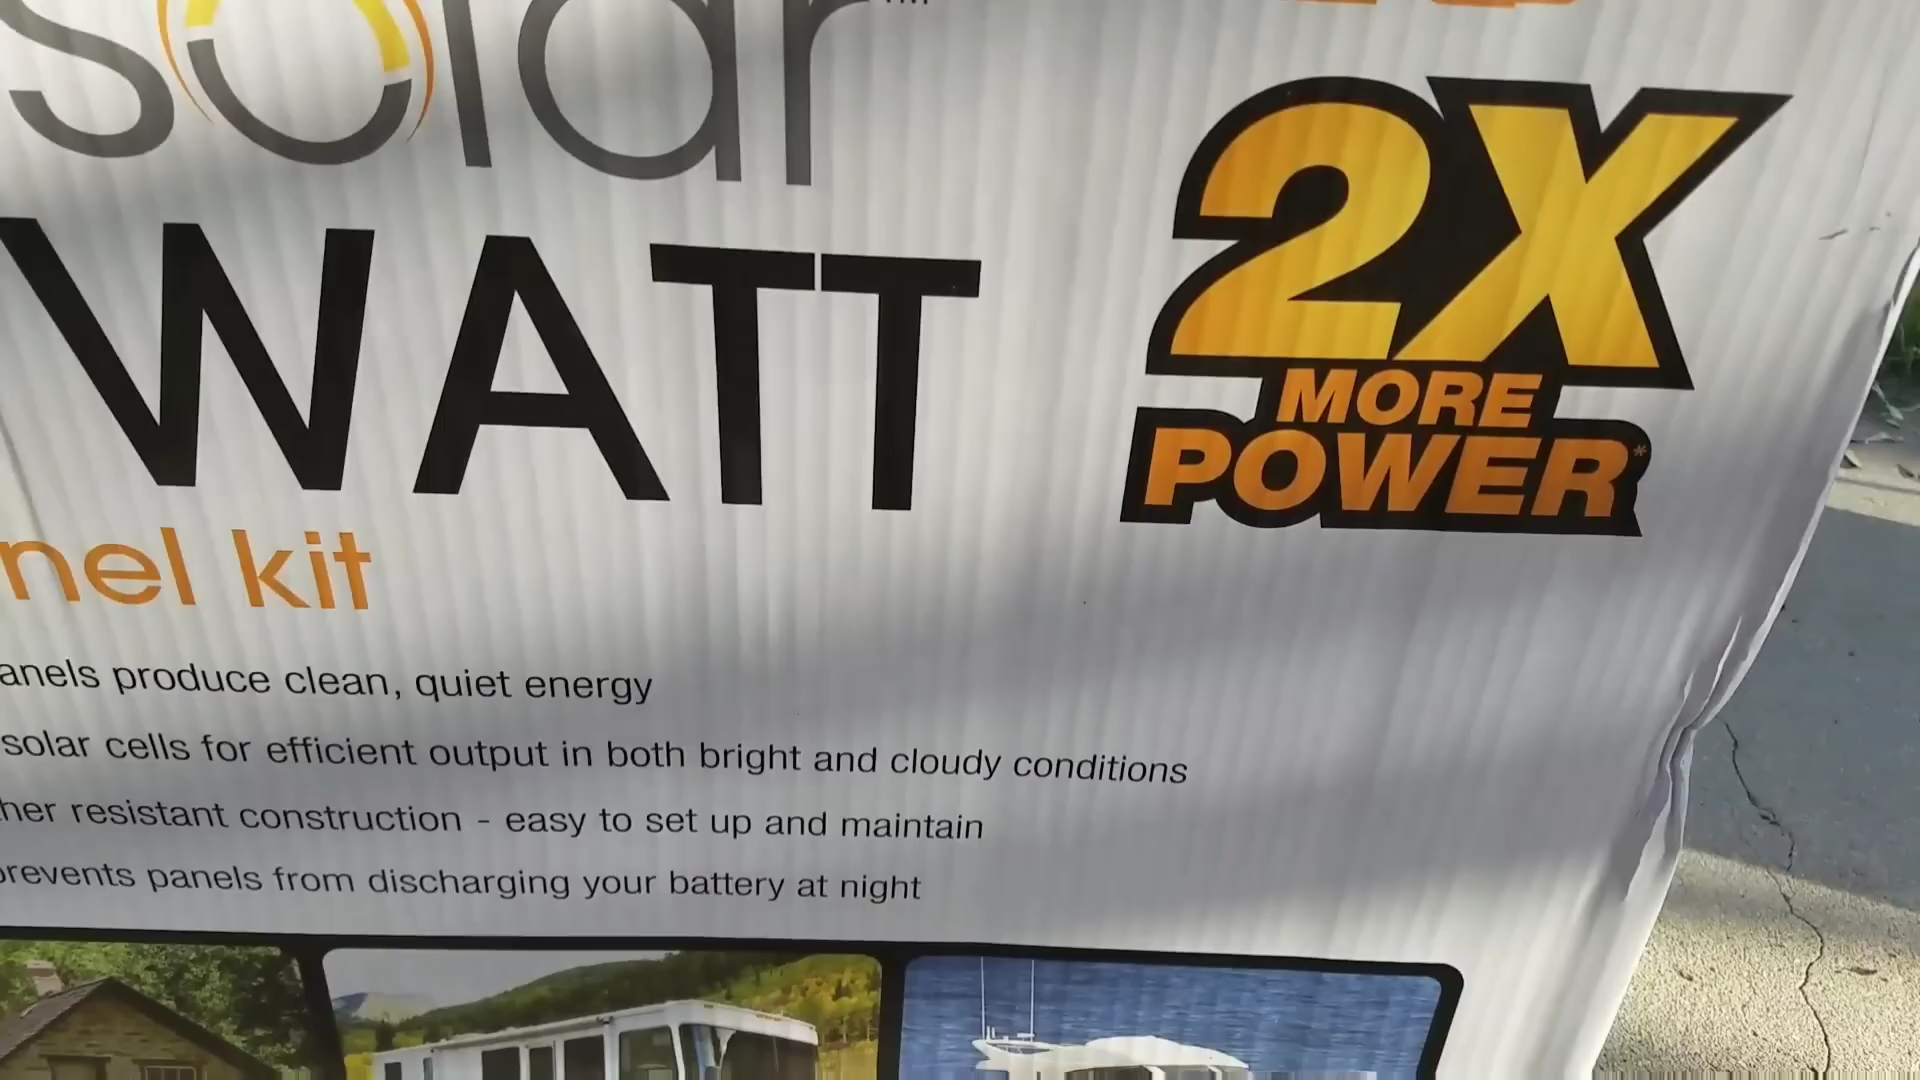 solar™
WATT
2X
MORE
POWER*
nel kit
anels produce clean, quiet energy
solar cells for efficient output in both bright and cloudy conditions
her resistant construction - easy to set up and maintain
prevents panels from discharging your battery at night